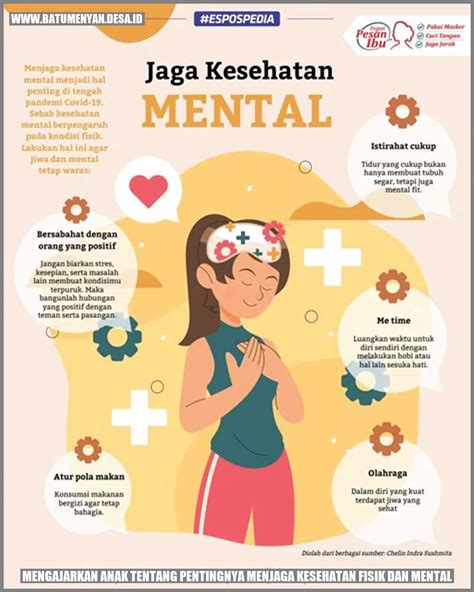 WWW.BATUMENYAN.DESA.ID
#ESPOSPEDIA
Ingat
Pesan
Ibu
Pakai Masker
Cuci Tangan
Jaga Jarak
Menjaga kesehatan
mental menjadi hal
penting di tengah
pandemi Covid-19.
Sebab kesehatan
mental berpengaruh
pada kondisi fisik.
Lakukan hal ini agar
jiwa dan mental
tetap waras:
Jaga Kesehatan
MENTAL
Istirahat cukup
Tidur yang cukup bukan
hanya membuat tubuh
segar, tetapi juga
mental fit.
Bersabahat dengan
orang yang positif
Jangan biarkan stres,
kesepian, serta masalah
lain membuat kondisimu
terpuruk. Maka
bangunlah hubungan
yang positif dengan
teman serta pasangan.
Me time
Luangkan waktu untuk
diri sendiri dengan
melakukan hobi atau
hal lain sesuka hati.
Atur pola makan
Konsumsi makanan
bergizi agar tetap
bahagia.
Olahraga
Dalam diri yang kuat
terdapat jiwa yang
sehat
Diolah dari berbagai sumber: Chelin Indra Sushmita
MENGAJARKAN ANAK TENTANG PENTINGNYA MENJAGA KESEHATAN FISIK DAN MENTAL